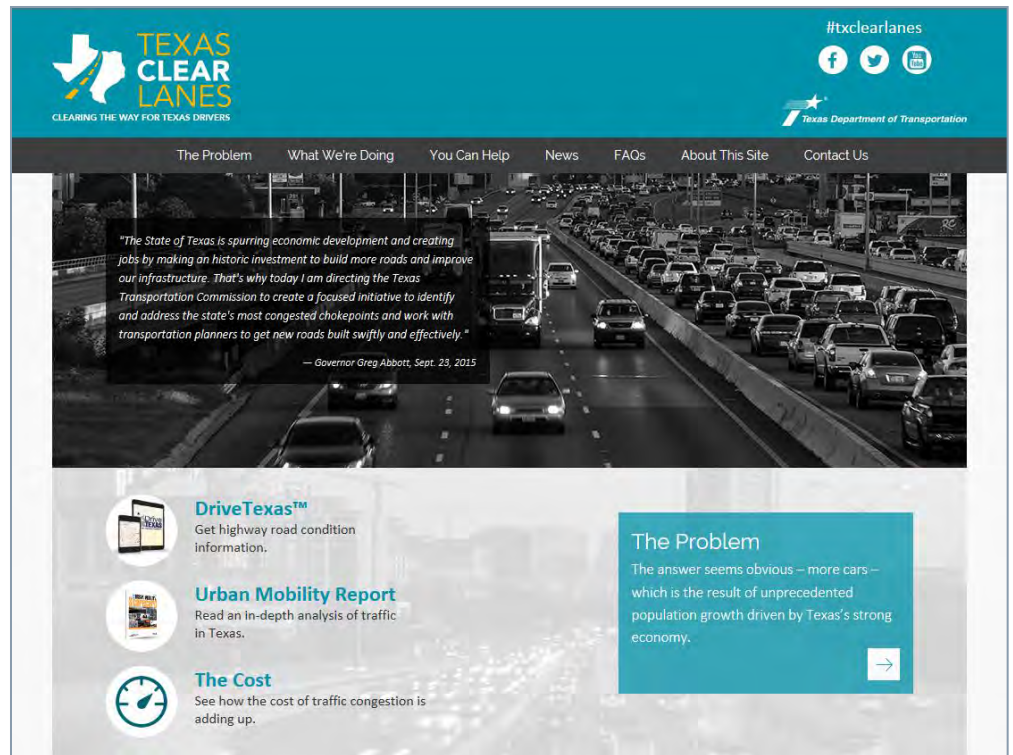 TEXAS
CLEAR
LANES
CLEARING THE WAY FOR TEXAS DRIVERS
#txclearlanes
You
Tube
Texas Department of Transportation
The Problem What We're Doing You Can Help News FAQs About This Site Contact Us
"The State of Texas is spurring economic development and creating
jobs by making an historic investment to build more roads and improve
our infrastructure. That's why today I am directing the Texas
Transportation Commission to create a focused initiative to identify
and address the state's most congested chokepoints and work with
transportation planners to get new roads built swiftly and effectively."
— Governor Greg Abbott, Sept. 23, 2015
DriveTexas™
Get highway road condition
information.
Urban Mobility Report
Read an in-depth analysis of traffic
in Texas.
The Cost
See how the cost of traffic congestion is
adding up.
The Problem
The answer seems obvious – more cars –
which is the result of unprecedented
population growth driven by Texas's strong
economy.